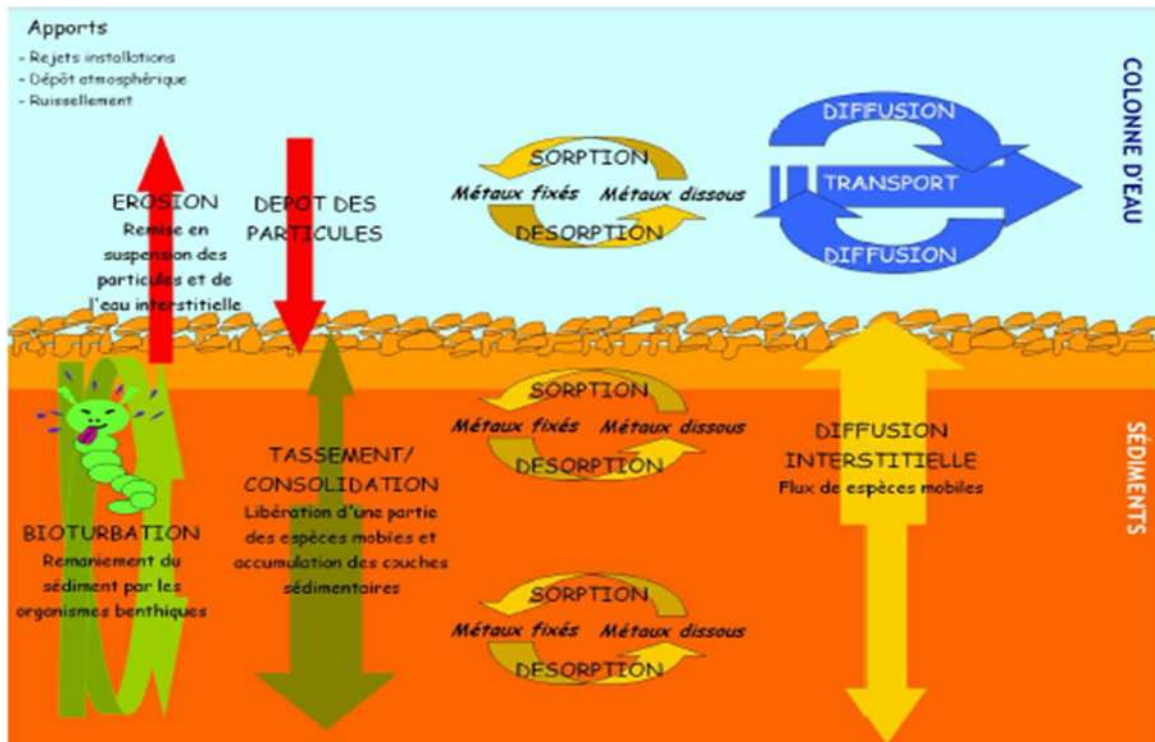 Apports
- Rejets installations
- Dépôt atmosphérique
- Ruissellement
EROSION
Remise en
suspension des
particules et de
l'eau interstitielle
DEPOT DES
PARTICULES
SORPTION
Métaux fixés Métaux dissous
DESORPTION
DIFFUSION
TRANSPORT
DIFFUSION
COLONNE D'EAU
BIOTURBATION
Remaniement du
sédiment par les
organismes benthiques
TASSEMENT/
CONSOLIDATION
Libération d'une partie
des espèces mobiles et
accumulation des couches
sédimentaires
SORPTION
Métaux fixés Métaux dissous
DESORPTION
SORPTION
Métaux fixés Métaux dissous
DESORPTION
DIFFUSION
INTERSTITIELLE
Flux de espèces mobiles
SÉDIMENTS